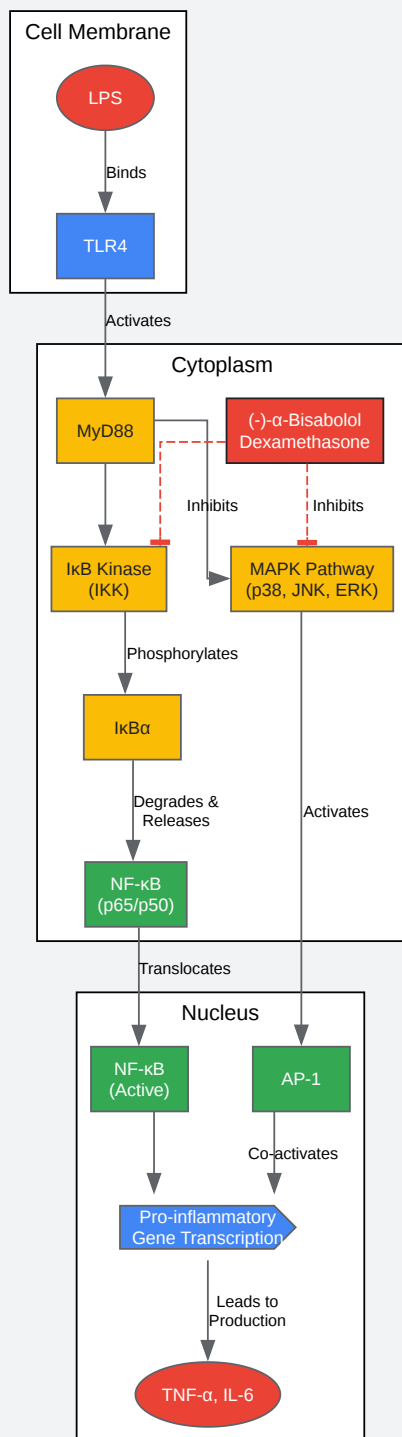 Cell Membrane
LPS
Binds
TLR4
Activates
Cytoplasm
MyD88
(-)-α-Bisabolol
Dexamethasone
Inhibits
Inhibits
IκB Kinase
(IKK)
MAPK Pathway
(p38, JNK, ERK)
Phosphorylates
IκBα
Degrades &
Releases
Activates
NF-κB
(p65/p50)
Translocates
Nucleus
NF-κB
(Active)
AP-1
Co-activates
Pro-inflammatory
Gene Transcription
Leads to
Production
TNF-α, IL-6